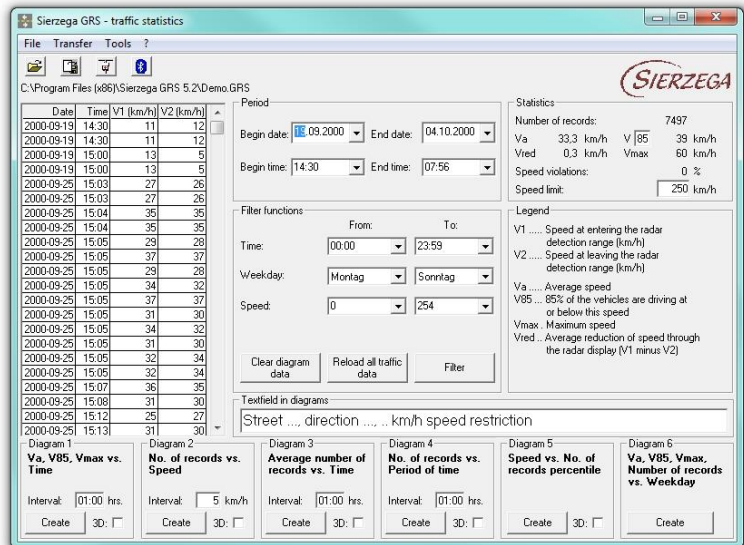 Sierzega GRS - traffic statistics
File Transfer Tools ?
C:\Program Files (x86)\Sierzega GRS 5.2\Demo.GRS
SIERZEGA
Date Time V1 (km/h) V2 (km/h)
2000-09-19 14:30 11 12
2000-09-19 14:30 11 12
2000-09-19 15:00 13 5
2000-09-19 15:00 13 5
2000-09-25 15:03 27 26
2000-09-25 15:03 27 26
2000-09-25 15:04 35 35
2000-09-25 15:04 35 35
2000-09-25 15:05 29 28
2000-09-25 15:05 37 37
2000-09-25 15:05 29 28
2000-09-25 15:05 34 32
2000-09-25 15:05 37 37
2000-09-25 15:05 31 30
2000-09-25 15:05 34 32
2000-09-25 15:05 31 30
2000-09-25 15:05 32 34
2000-09-25 15:05 32 34
2000-09-25 15:07 36 35
2000-09-25 15:08 31 30
2000-09-25 15:12 25 27
2000-09-25 15:13 31 30
Period
Begin date: 19.09.2000 End date: 04.10.2000
Begin time: 14:30 End time: 07:56
Statistics
Number of records: 7497
Va 33,3 km/h V 85 39 km/h
Vred 0,3 km/h Vmax 60 km/h
Speed violations: 0 %
Speed limit: 250 km/h
Filter functions
From: To:
Time: 00:00 23:59
Weekday: Montag Sonntag
Speed: 0 254
Clear diagram data
Reload all traffic data
Filter
Legend
V1 ..... Speed at entering the radar
detection range (km/h)
V2 ..... Speed at leaving the radar
detection range (km/h)
Va ..... Average speed
V85 ... 85% of the vehicles are driving at
or below this speed
Vmax . Maximum speed
Vred .. Average reduction of speed through
the radar display (V1 minus V2)
Textfield in diagrams
Street ..., direction ..., .. km/h speed restriction
Diagram 1
Va, V85, Vmax vs.
Time
Interval: 01:00 hrs.
Create 3D:
Diagram 2
No. of records vs.
Speed
Interval: 5 km/h
Create 3D:
Diagram 3
Average number of
records vs. Time
Interval: 01:00 hrs.
Create 3D:
Diagram 4
No. of records vs.
Period of time
Interval: 01:00 hrs.
Create 3D:
Diagram 5
Speed vs. No. of
records percentile
Create 3D:
Diagram 6
Va, V85, Vmax,
Number of records
vs. Weekday
Create